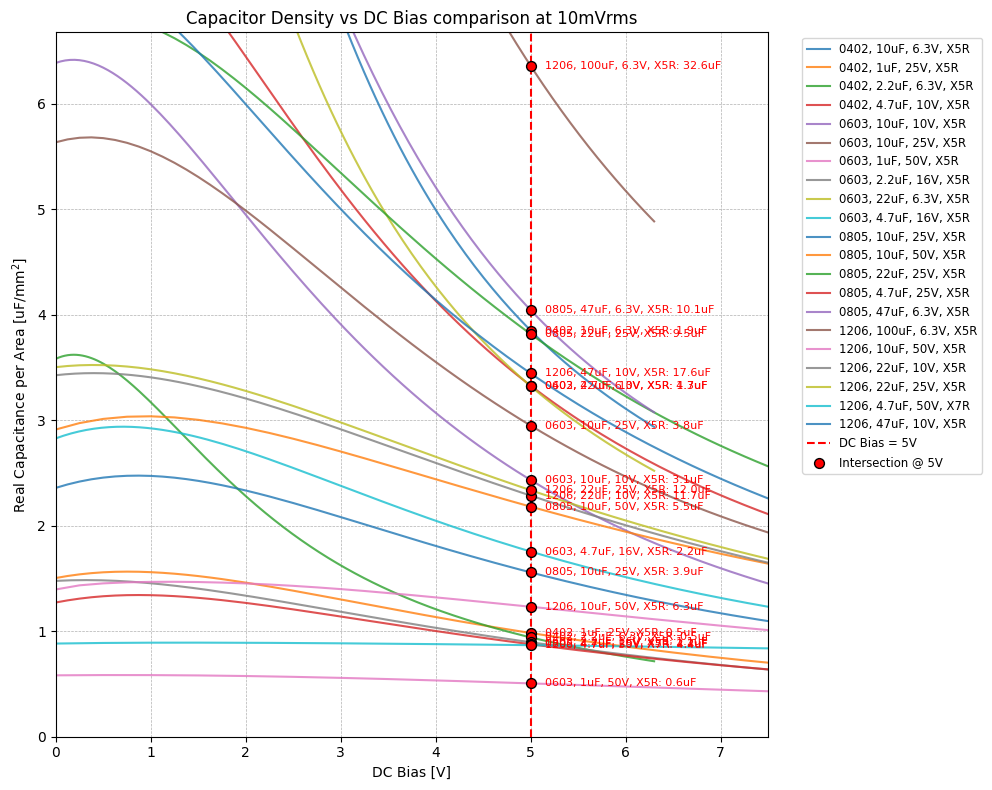 Capacitor Density vs DC Bias comparison at 10mVrms
Real Capacitance per Area [uF/mm²]
6
5
4
3
2
1
0
0 1 2 3 4 5 6 7
DC Bias [V]
1206, 100uF, 6.3V, X5R: 32.6uF
0805, 47uF, 6.3V, X5R: 10.1uF
0805, 22uF, 25V, X5R: 9.5uF
1206, 47uF, 10V, X5R: 17.6uF
0603, 10uF, 25V, X5R: 3.8uF
0603, 10uF, 10V, X5R: 3.1uF
1206, 22uF, 25V, X5R: 12.0uF
1206, 22uF, 10V, X5R: 11.7uF
0805, 10uF, 50V, X5R: 5.5uF
0603, 4.7uF, 16V, X5R: 2.2uF
0805, 10uF, 25V, X5R: 3.9uF
1206, 10uF, 50V, X5R: 6.3uF
0603, 1uF, 50V, X5R: 0.6uF
0402, 10uF, 6.3V, X5R
0402, 1uF, 25V, X5R
0402, 2.2uF, 6.3V, X5R
0402, 4.7uF, 10V, X5R
0603, 10uF, 10V, X5R
0603, 10uF, 25V, X5R
0603, 1uF, 50V, X5R
0603, 2.2uF, 16V, X5R
0603, 22uF, 6.3V, X5R
0603, 4.7uF, 16V, X5R
0805, 10uF, 25V, X5R
0805, 10uF, 50V, X5R
0805, 22uF, 25V, X5R
0805, 4.7uF, 25V, X5R
0805, 47uF, 6.3V, X5R
1206, 100uF, 6.3V, X5R
1206, 10uF, 50V, X5R
1206, 22uF, 10V, X5R
1206, 22uF, 25V, X5R
1206, 4.7uF, 50V, X7R
1206, 47uF, 10V, X5R
DC Bias = 5V
Intersection @ 5V